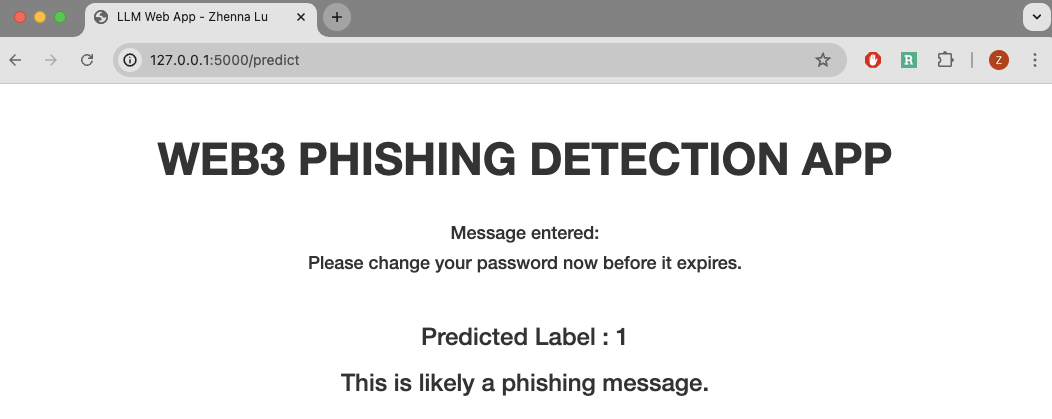 LLM Web App - Zhenna Lu
127.0.0.1:5000/predict
R
Z
WEB3 PHISHING DETECTION APP
Message entered:
Please change your password now before it expires.
Predicted Label : 1
This is likely a phishing message.